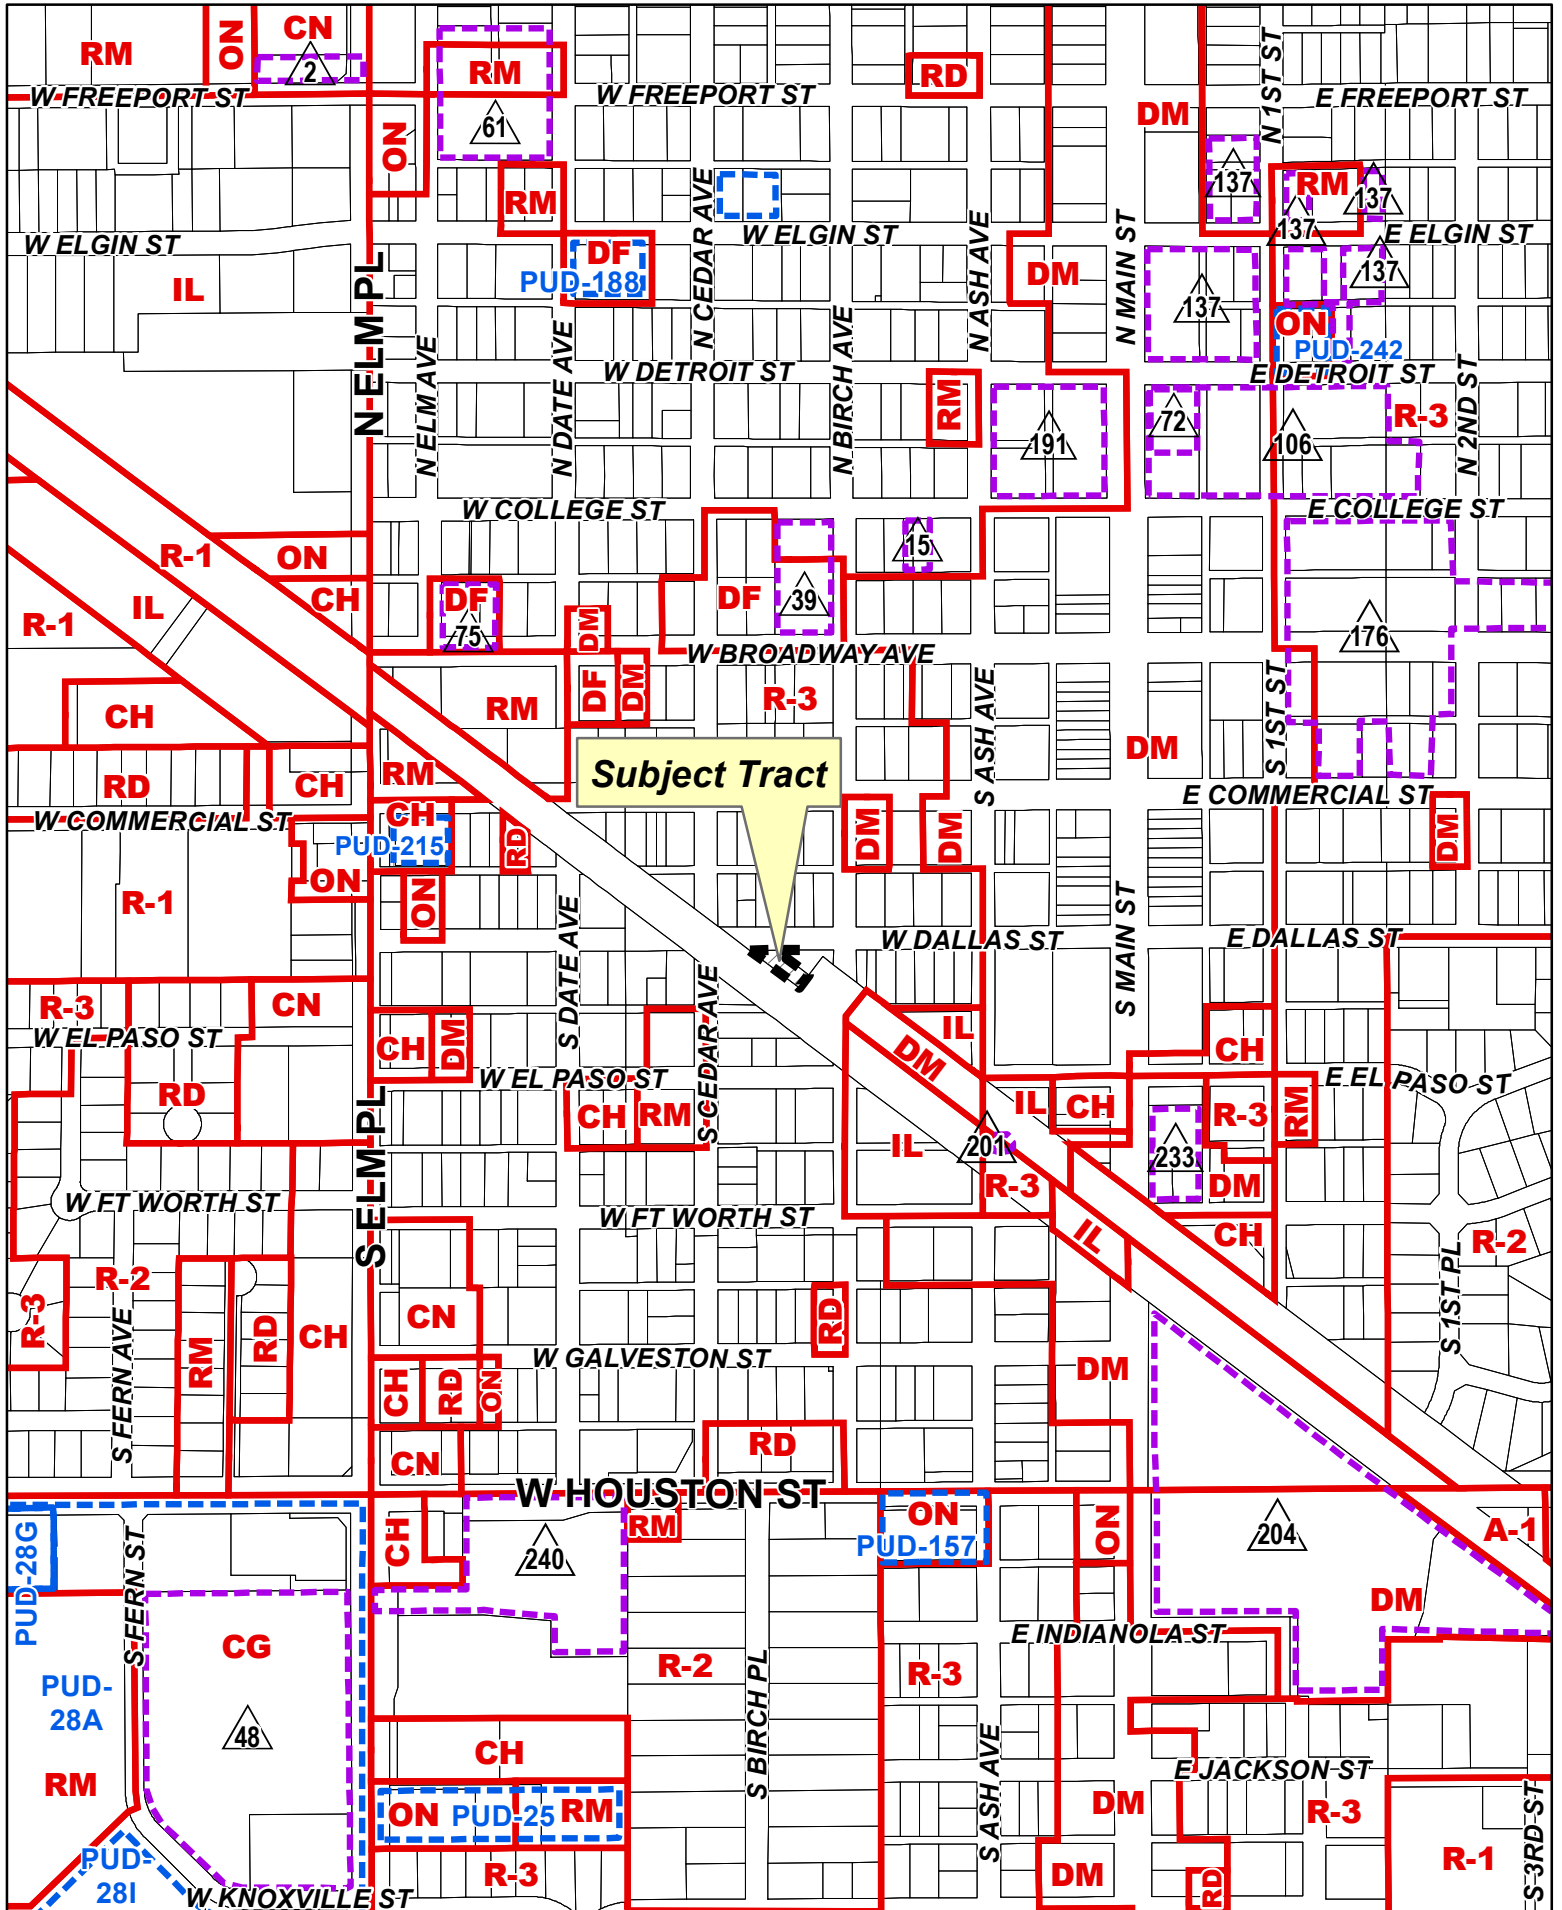 CN
RM
ON
2
RM
RD
N 1ST ST
W FREEPORT ST
W FREEPORT ST
E FREEPORT ST
61
DM
ON
137
RM
137
RM
N CEDAR AVE
137
W ELGIN ST
W ELGIN ST
E ELGIN ST
N ASH AVE
N MAIN ST
DF
PUD-188
IL
DM
137
137
N ELM PL
ON
PUD-242
N ELM AVE
N DATE AVE
N BIRCH AVE
W DETROIT ST
E DETROIT ST
RM
72
R-3
N 2ND ST
191
106
W COLLEGE ST
E COLLEGE ST
15
R-1
ON
IL
CH
DF
75
DF
39
R-1
DM
176
W BROADWAY AVE
DF
DM
R-3
RM
CH
S ASH AVE
S 1ST ST
DM
Subject Tract
RD
CH
RM
E COMMERCIAL ST
W COMMERCIAL ST
CH
PUD-215
RD
DM
DM
DM
ON
R-1
ON
S DATE AVE
S MAIN ST
W DALLAS ST
E DALLAS ST
R-3
CN
S CEDAR AVE
W EL PASO ST
CH
DM
IL
DM
CH
W EL PASO ST
E EL PASO ST
RD
CH
RM
IL
CH
R-3
RM
S ELM PL
IL
201
233
R-3
DM
W FT WORTH ST
W FT WORTH ST
IL
CH
R-2
R-2
S 1ST PL
R-3
S FERN AVE
RM
RD
CH
CN
RD
W GALVESTON ST
CH
RD
ON
DM
CN
RD
W HOUSTON ST
PUD-28G
S FERN ST
CH
240
RM
ON
PUD-157
ON
204
A-1
DM
E INDIANOLA ST
CG
R-2
R-3
S BIRCH PL
PUD-
28A
48
S ASH AVE
CH
E JACKSON ST
RM
ON
PUD-25
RM
DM
R-3
S 3RD ST
PUD-
28I
R-3
DM
RD
R-1
W KNOXVILLE ST